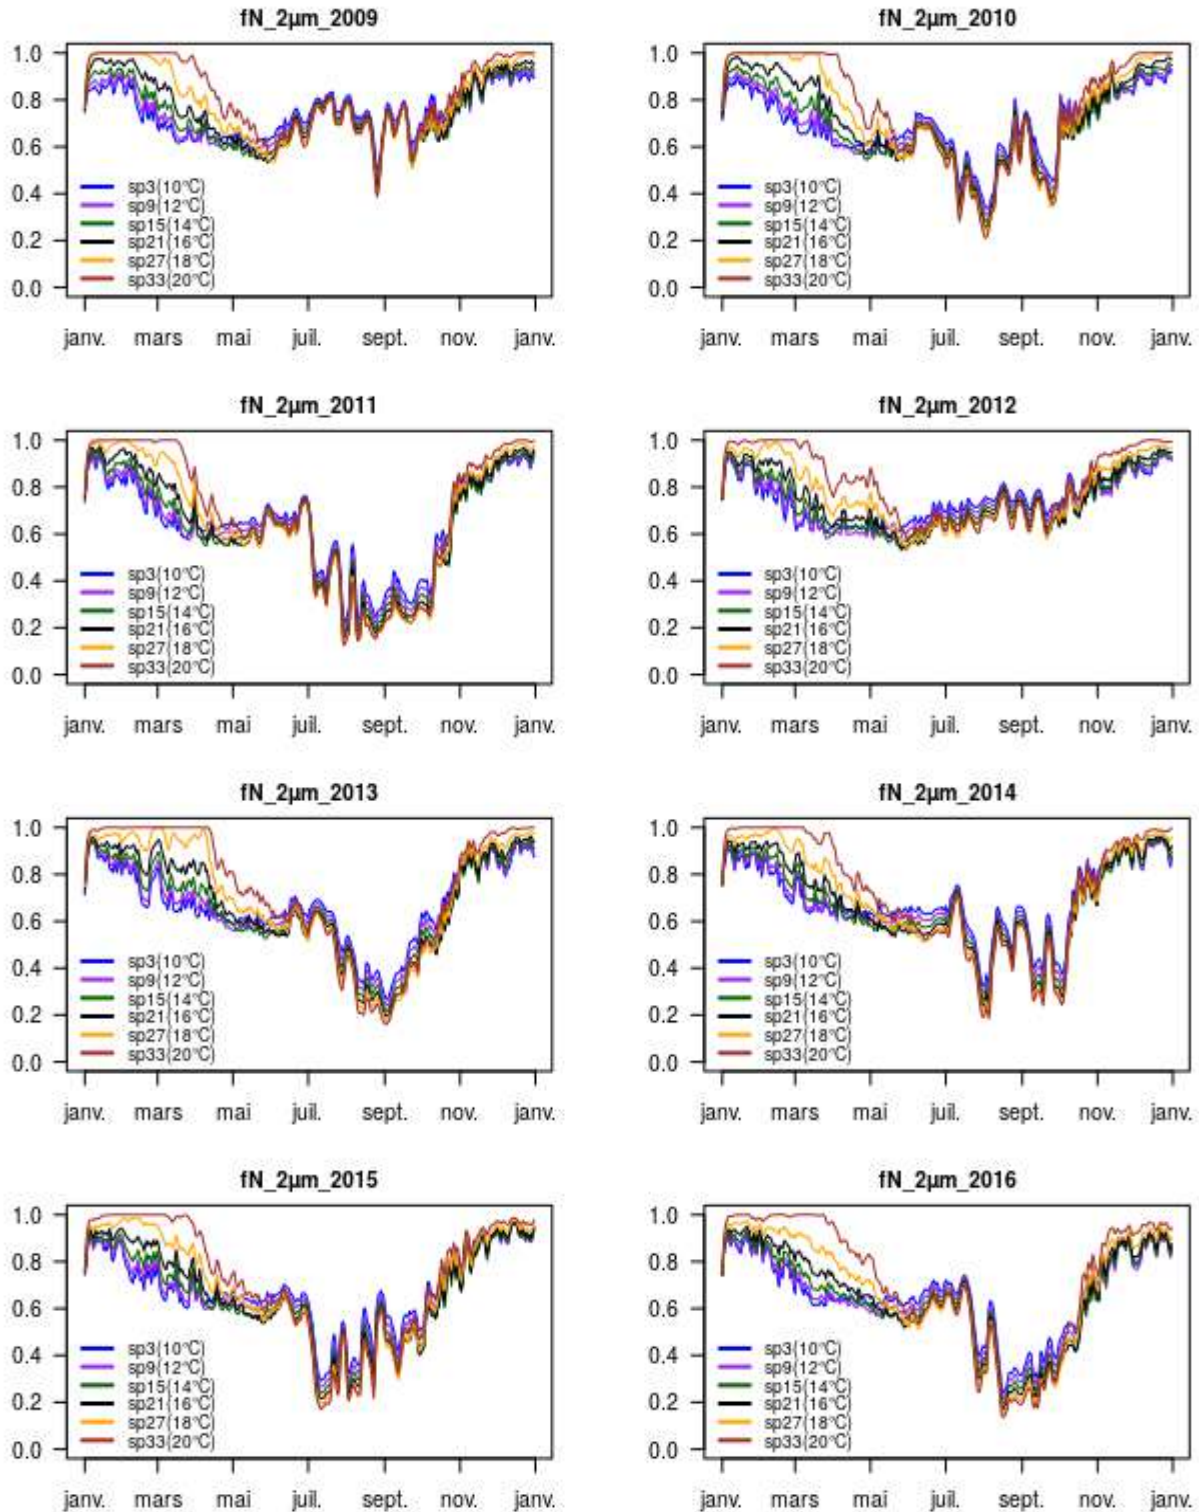 fN_2µm_2009
1.0
0.8
0.6
0.4
0.2
0.0
sp3(10°C)
sp9(12°C)
sp15(14°C)
sp21(16°C)
sp27(18°C)
sp33(20°C)
janv. mars mai juil. sept. nov. janv.
fN_2µm_2010
1.0
0.8
0.6
0.4
0.2
0.0
sp3(10°C)
sp9(12°C)
sp15(14°C)
sp21(16°C)
sp27(18°C)
sp33(20°C)
janv. mars mai juil. sept. nov. janv.
fN_2µm_2011
1.0
0.8
0.6
0.4
0.2
0.0
sp3(10°C)
sp9(12°C)
sp15(14°C)
sp21(16°C)
sp27(18°C)
sp33(20°C)
janv. mars mai juil. sept. nov. janv.
fN_2µm_2012
1.0
0.8
0.6
0.4
0.2
0.0
sp3(10°C)
sp9(12°C)
sp15(14°C)
sp21(16°C)
sp27(18°C)
sp33(20°C)
janv. mars mai juil. sept. nov. janv.
fN_2µm_2013
1.0
0.8
0.6
0.4
0.2
0.0
sp3(10°C)
sp9(12°C)
sp15(14°C)
sp21(16°C)
sp27(18°C)
sp33(20°C)
janv. mars mai juil. sept. nov. janv.
fN_2µm_2014
1.0
0.8
0.6
0.4
0.2
0.0
sp3(10°C)
sp9(12°C)
sp15(14°C)
sp21(16°C)
sp27(18°C)
sp33(20°C)
janv. mars mai juil. sept. nov. janv.
fN_2µm_2015
1.0
0.8
0.6
0.4
0.2
0.0
sp3(10°C)
sp9(12°C)
sp15(14°C)
sp21(16°C)
sp27(18°C)
sp33(20°C)
janv. mars mai juil. sept. nov. janv.
fN_2µm_2016
1.0
0.8
0.6
0.4
0.2
0.0
sp3(10°C)
sp9(12°C)
sp15(14°C)
sp21(16°C)
sp27(18°C)
sp33(20°C)
janv. mars mai juil. sept. nov. janv.